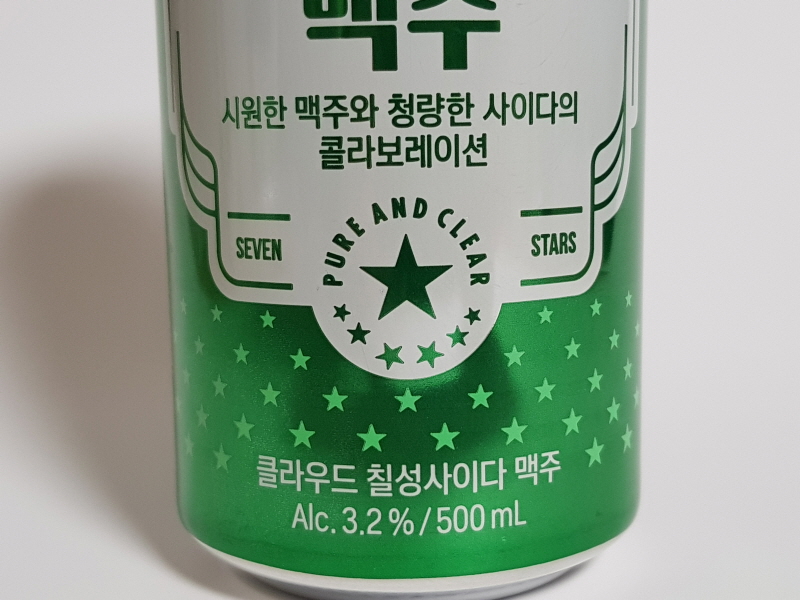 맥주
시원한 맥주와 청량한 사이다의
콜라보레이션
PURE AND CLEAR
SEVEN
STARS
클라우드 칠성사이다 맥주
Alc. 3.2 % / 500 mL